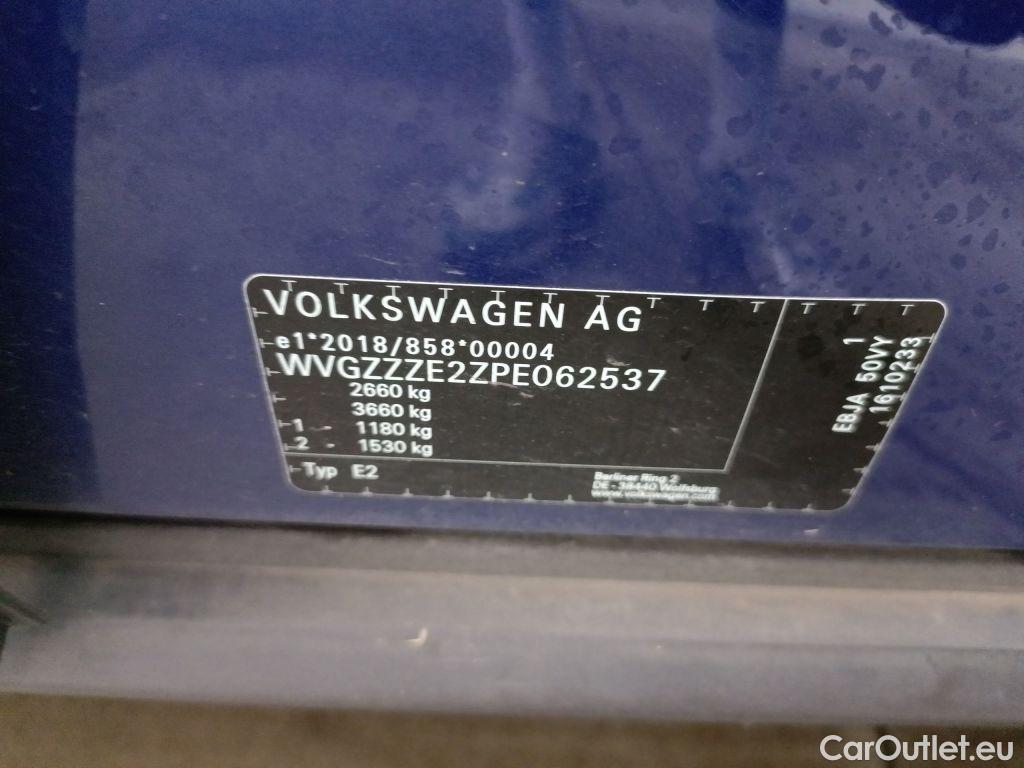 VOLKSWAGEN AG
e1*2018/858*00004
WVGZZZE2ZPE062537
2660 kg
3660 kg
1 - 1180 kg
2 - 1530 kg
Typ E2
Berliner Ring 2
DE - 38440 Wolfsburg
www.volkswagen.com
EBJA 50VY 1
1610233
CarOutlet.eu